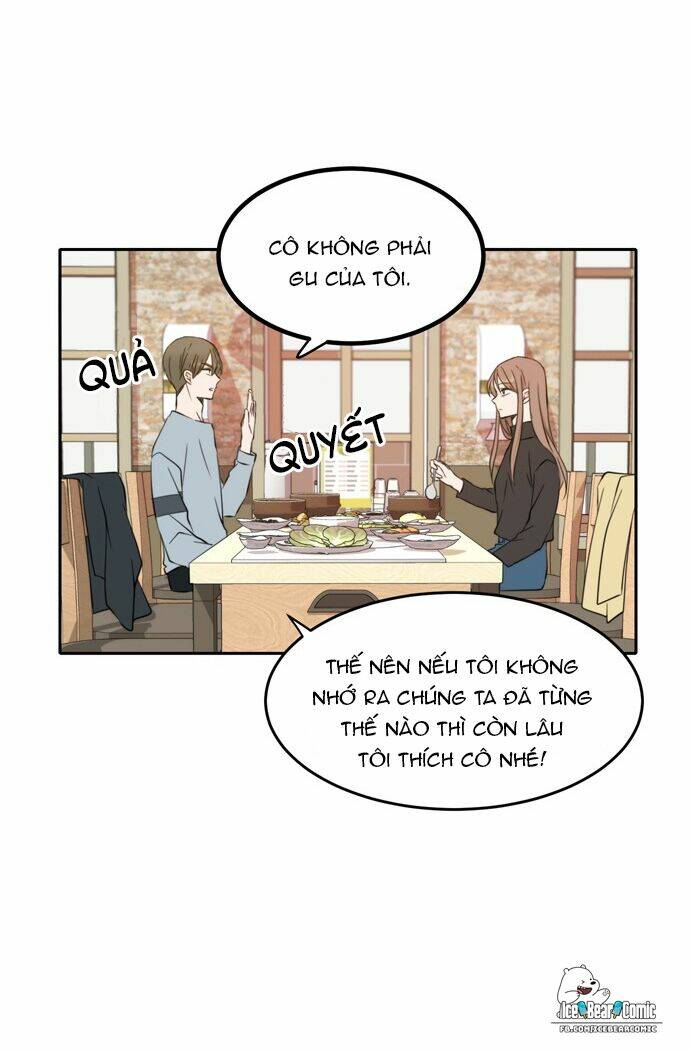 CÔ KHÔNG PHẢI
GU CỦA TÔI.
QUẢ
QUYẾT
THẾ NÊN NẾU TÔI KHÔNG
NHỚ RA CHÚNG TA ĐÃ TỪNG
THẾ NÀO THÌ CÒN LÂU
TÔI THÍCH CÔ NHÉ!
Ice Bear Comic
FB.COM/ICEBEARCOMIC